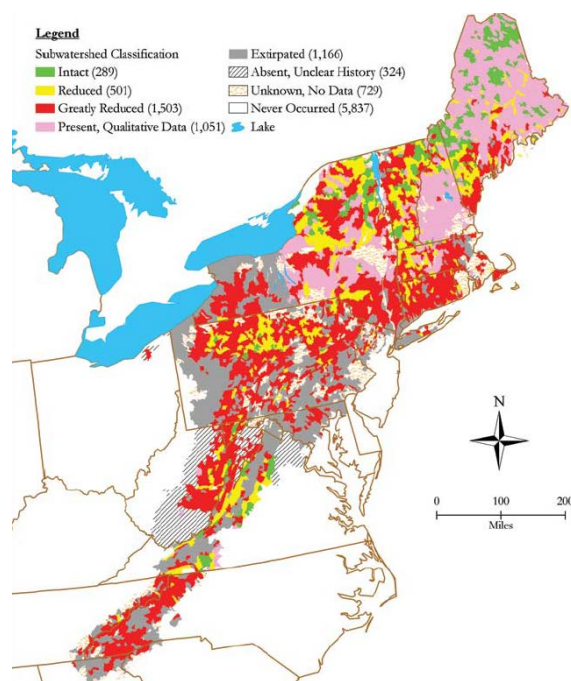 Legend
Subwatershed Classification
Intact (289)
Reduced (501)
Greatly Reduced (1,503)
Present, Qualitative Data (1,051)
Extirpated (1,166)
Absent, Unclear History (324)
Unknown, No Data (729)
Never Occurred (5,837)
Lake
N
0 100 200
Miles